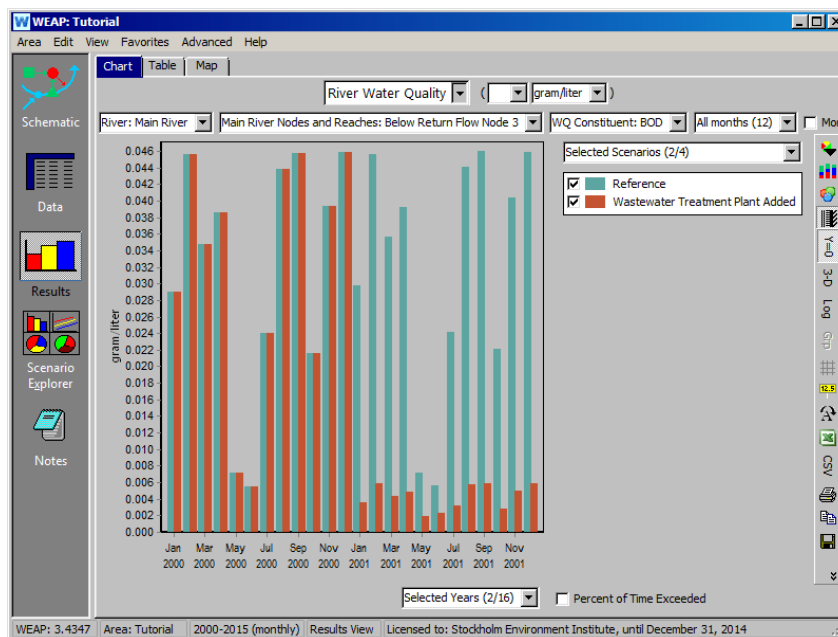 WEAP: Tutorial
Area Edit View Favorites Advanced Help
Chart Table Map
River Water Quality ( gram/liter )
River: Main River Main River Nodes and Reaches: Below Return Flow Node 3 WQ Constituent: BOD All months (12)
Selected Scenarios (2/4)
Reference
Wastewater Treatment Plant Added
Schematic
Data
Results
Scenario
Explorer
Notes
gram/liter
0.046
0.044
0.042
0.040
0.038
0.036
0.034
0.032
0.030
0.028
0.026
0.024
0.022
0.020
0.018
0.016
0.014
0.012
0.010
0.008
0.006
0.004
0.002
0.000
Jan Mar May Jul Sep Nov Jan Mar May Jul Sep Nov
2000 2000 2000 2000 2000 2000 2001 2001 2001 2001 2001 2001
Y=0
3-D
Log
Grp
12.5
CSV
Selected Years (2/16) Percent of Time Exceeded
WEAP: 3.4347 Area: Tutorial 2000-2015 (monthly) Results View Licensed to: Stockholm Environment Institute, until December 31, 2014